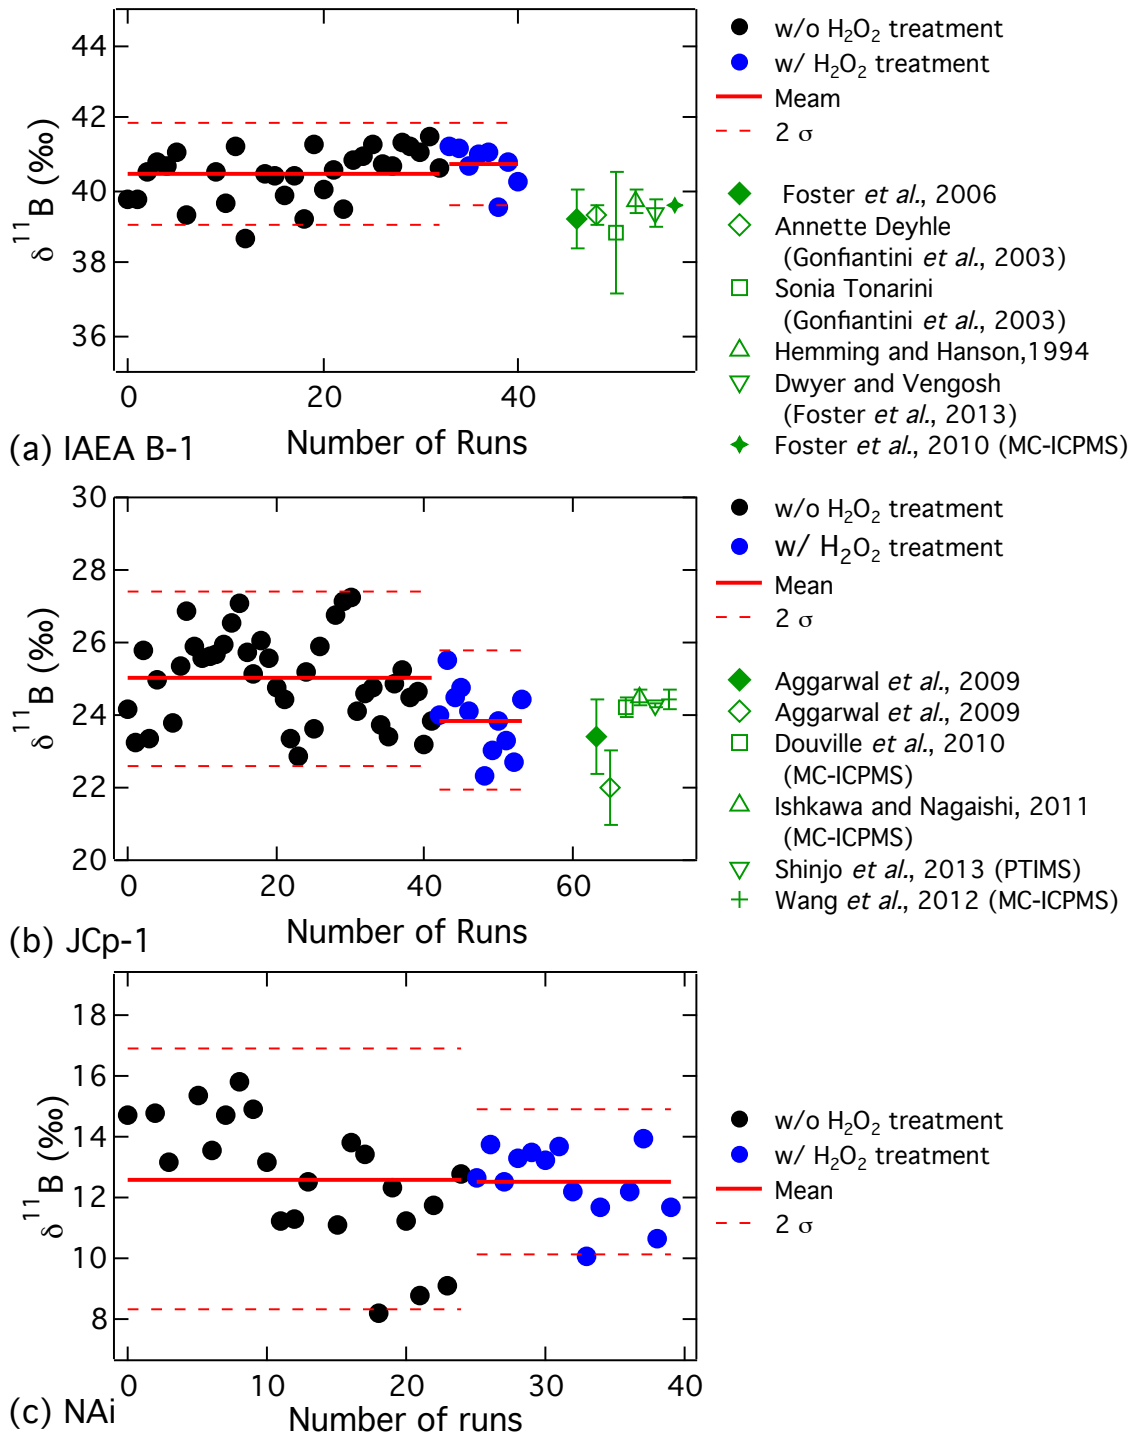 44
42
40
38
36
δ ¹¹B (‰)
0
20
40
Number of Runs
(a) IAEA B-1
w/o H₂O₂ treatment
w/ H₂O₂ treatment
Meam
2 σ
Foster et al., 2006
Annette Deyhle
(Gonfiantini et al., 2003)
Sonia Tonarini
(Gonfiantini et al., 2003)
Hemming and Hanson,1994
Dwyer and Vengosh
(Foster et al., 2013)
Foster et al., 2010 (MC-ICPMS)
30
28
26
24
22
20
δ ¹¹B (‰)
0
20
40
60
Number of Runs
(b) JCp-1
w/o H₂O₂ treatment
w/ H₂O₂ treatment
Mean
2 σ
Aggarwal et al., 2009
Aggarwal et al., 2009
Douville et al., 2010
(MC-ICPMS)
Ishkawa and Nagaishi, 2011
(MC-ICPMS)
Shinjo et al., 2013 (PTIMS)
Wang et al., 2012 (MC-ICPMS)
18
16
14
12
10
8
δ ¹¹B (‰)
0
10
20
30
40
Number of runs
(c) NAi
w/o H₂O₂ treatment
w/ H₂O₂ treatment
Mean
2 σ